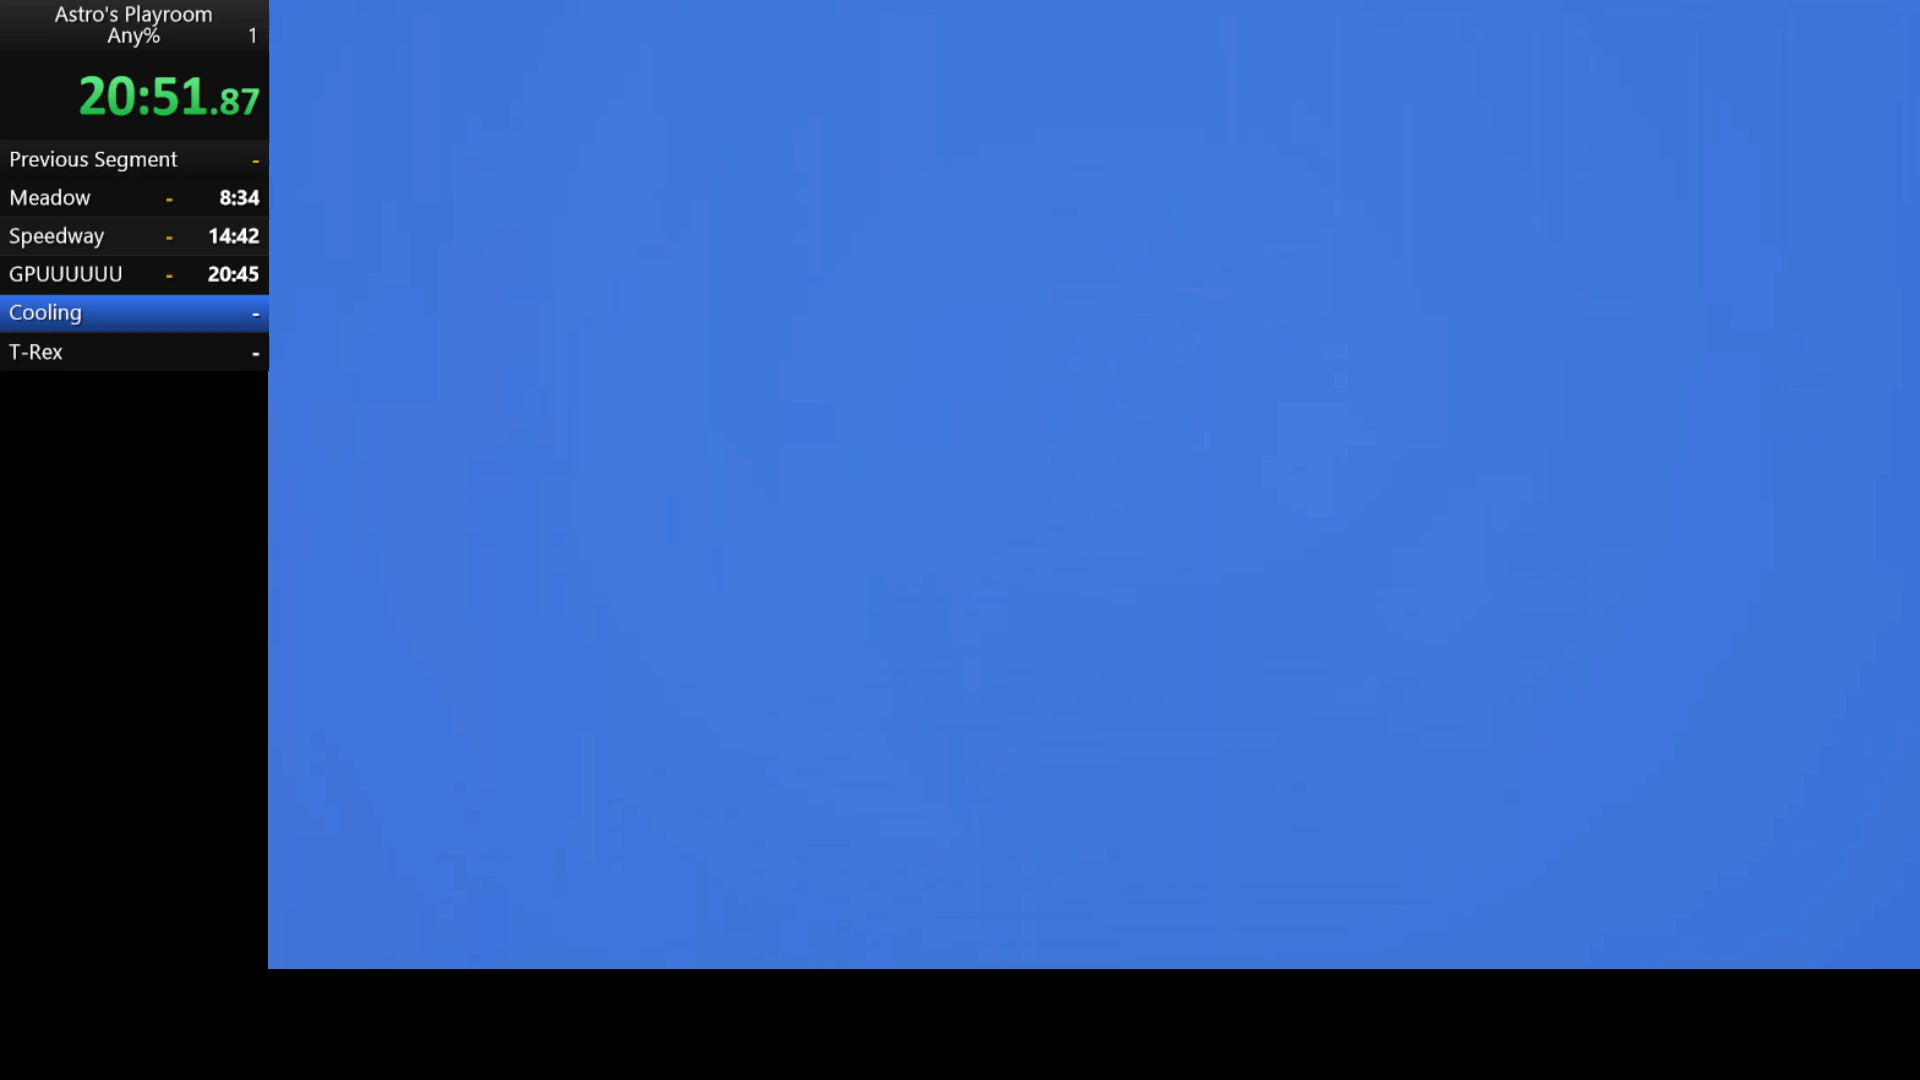 Astro's Playroom
Any% 1
20:51.87
Previous Segment -
Meadow - 8:34
Speedway - 14:42
GPUUUUUU - 20:45
Cooling -
T-Rex -